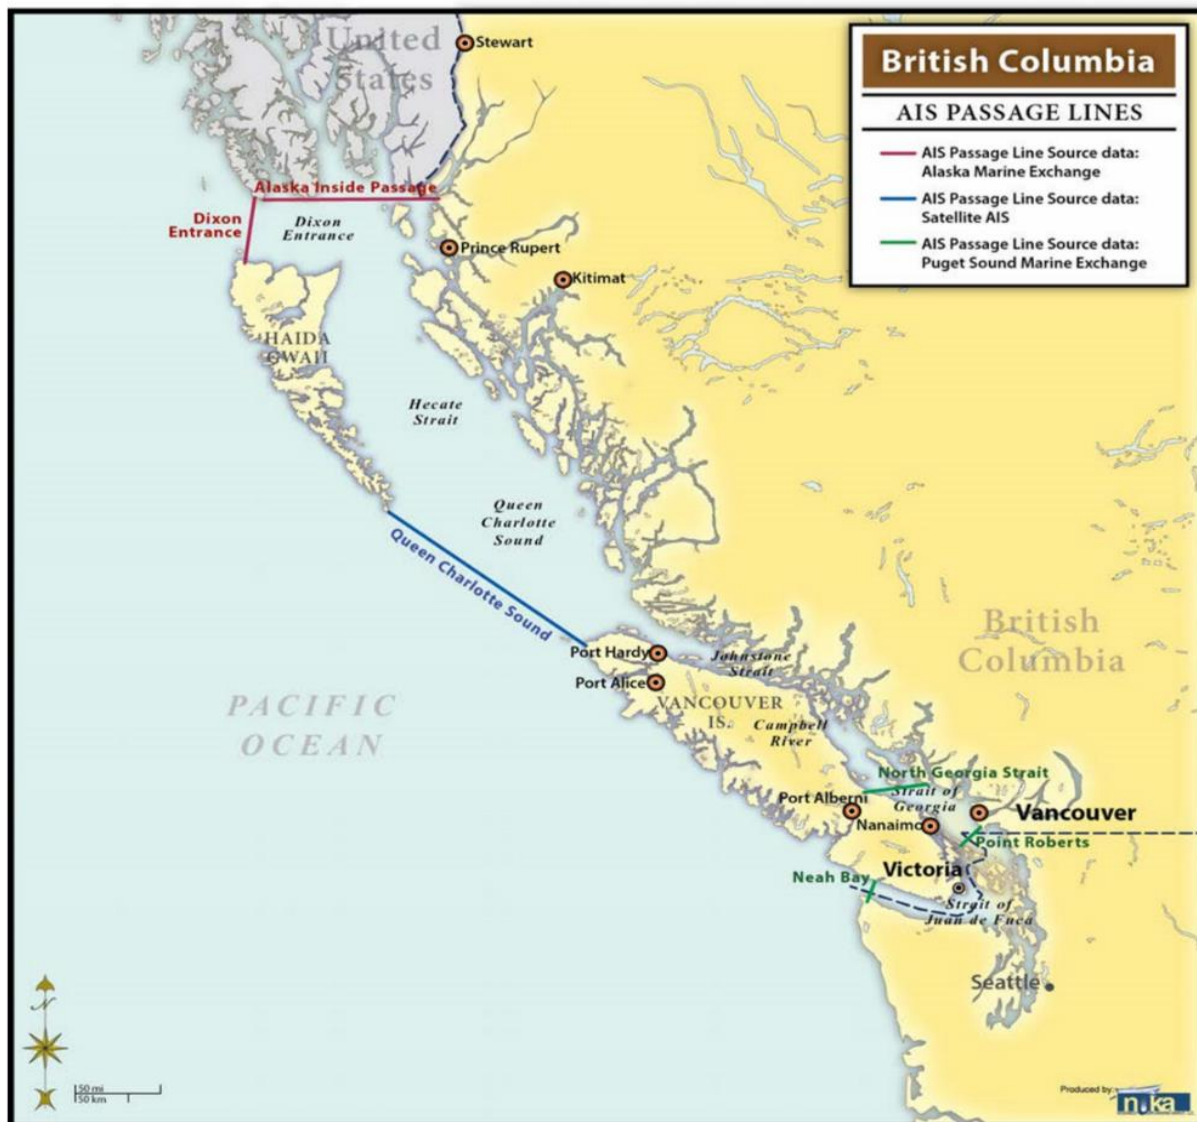 United
States
Stewart
British Columbia
AIS PASSAGE LINES
AIS Passage Line Source data:
Alaska Marine Exchange
AIS Passage Line Source data:
Satellite AIS
AIS Passage Line Source data:
Puget Sound Marine Exchange
Alaska Inside Passage
Dixon
Entrance
Dixon
Entrance
Prince Rupert
Kitimat
HAIDA
GWAII
Hecate
Strait
Queen
Charlotte
Sound
Queen Charlotte Sound
British
Columbia
Port Hardy
Johnstone
Strait
Port Alice
VANCOUVER
IS.
Campbell
River
PACIFIC
OCEAN
North Georgia Strait
Strait of
Georgia
Port Alberni
Nanaimo
Vancouver
Point Roberts
Neah Bay
Victoria
Strait of
Juan de Fuca
Seattle
N
50 mi
50 km
Produced by:
nuka